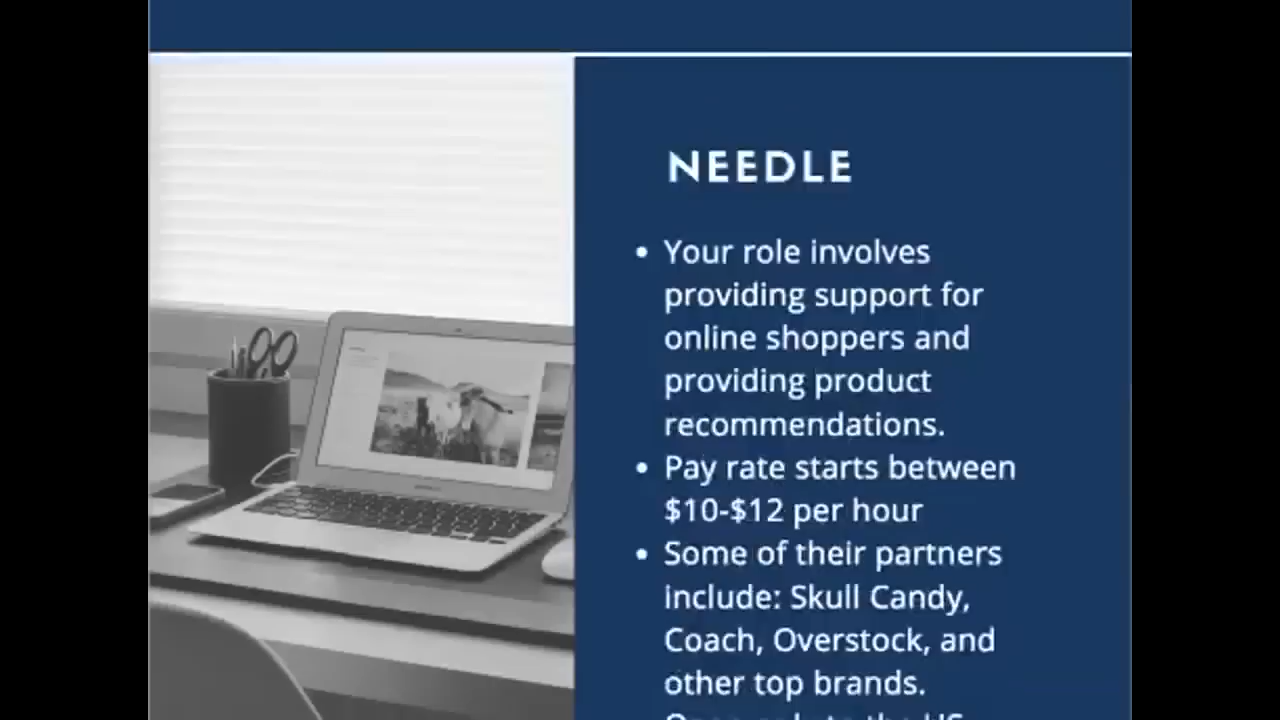 NEEDLE
• Your role involves
providing support for
online shoppers and
providing product
recommendations.
• Pay rate starts between
$10-$12 per hour
• Some of their partners
include: Skull Candy,
Coach, Overstock, and
other top brands.